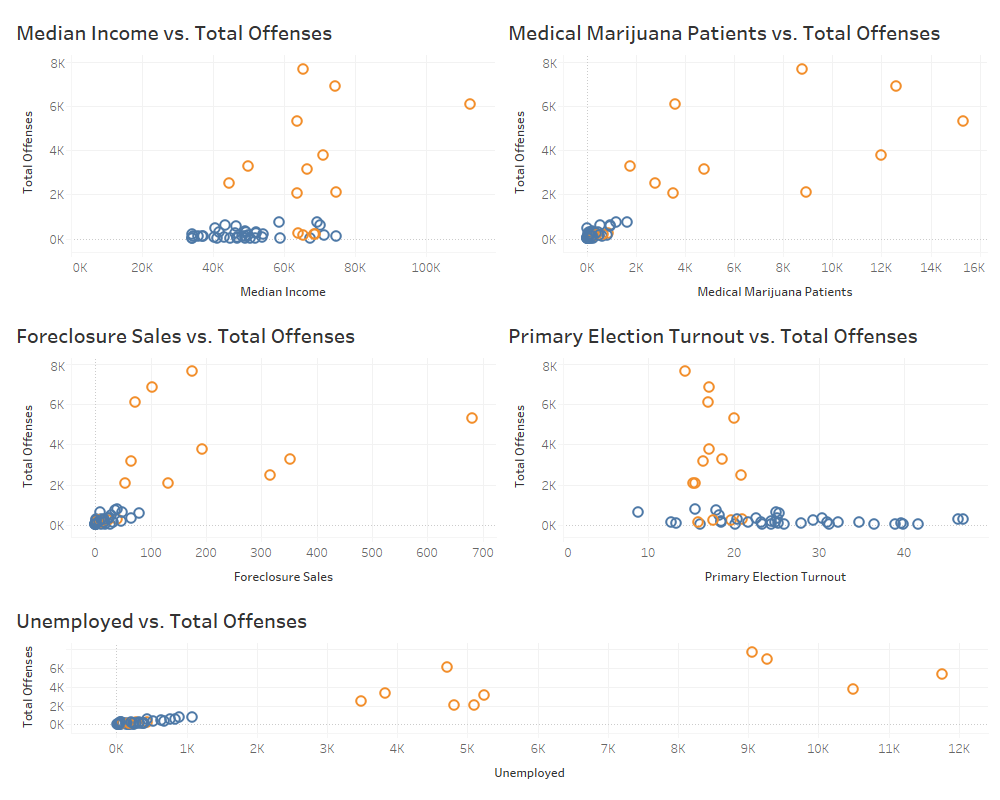 Median Income vs. Total Offenses
8K
6K
4K
2K
0K
Total Offenses
0K 20K 40K 60K 80K 100K
Median Income
Medical Marijuana Patients vs. Total Offenses
8K
6K
4K
2K
0K
Total Offenses
0K 2K 4K 6K 8K 10K 12K 14K 16K
Medical Marijuana Patients
Foreclosure Sales vs. Total Offenses
8K
6K
4K
2K
0K
Total Offenses
0 100 200 300 400 500 600 700
Foreclosure Sales
Primary Election Turnout vs. Total Offenses
8K
6K
4K
2K
0K
Total Offenses
0 10 20 30 40
Primary Election Turnout
Unemployed vs. Total Offenses
6K
4K
2K
0K
Total Offenses
0K 1K 2K 3K 4K 5K 6K 7K 8K 9K 10K 11K 12K
Unemployed